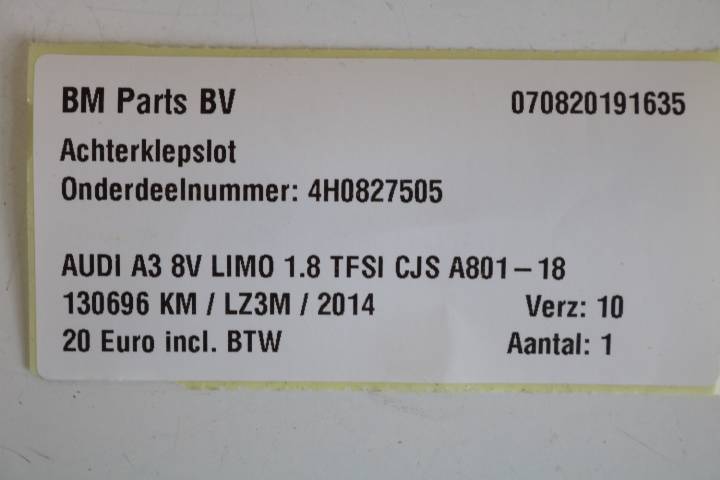 BM Parts BV 070820191635
Achterklepslot
Onderdeelnummer: 4H0827505
AUDI A3 8V LIMO 1.8 TFSI CJS A801-18
130696 KM / LZ3M / 2014 Verz: 10
20 Euro incl. BTW Aantal: 1